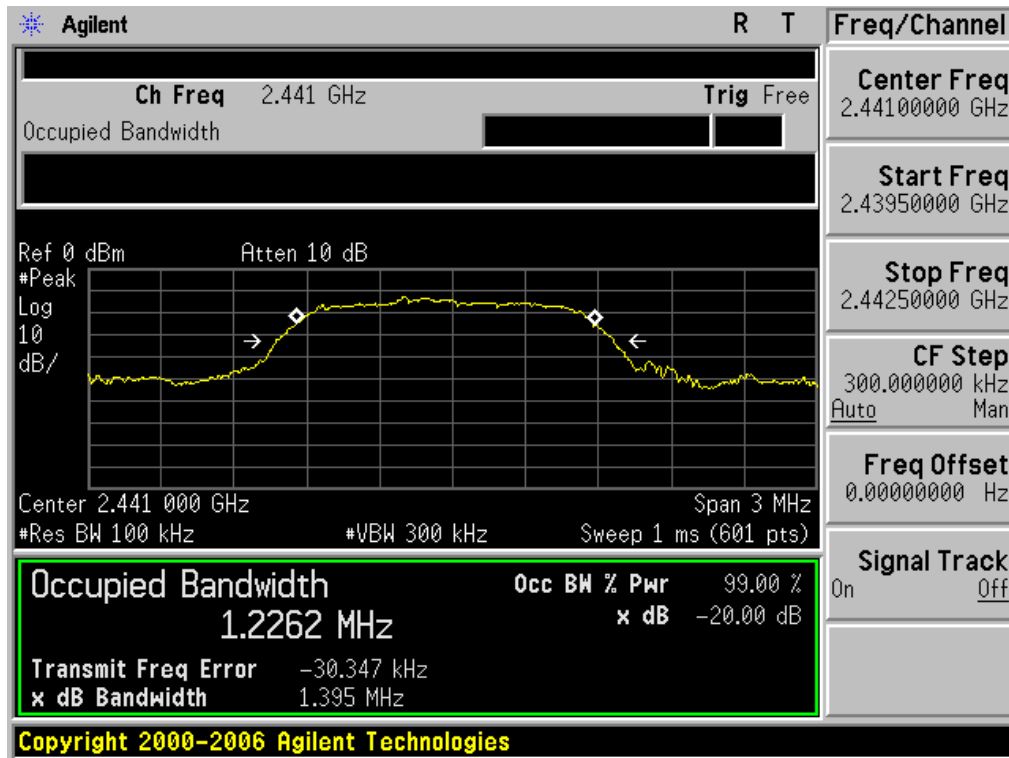 Agilent R T
Ch Freq 2.441 GHz Trig Free
Occupied Bandwidth
Ref 0 dBm Atten 10 dB
#Peak
Log
10
dB/
Center 2.441 000 GHz Span 3 MHz
#Res BW 100 kHz #VBW 300 kHz Sweep 1 ms (601 pts)
Occupied Bandwidth Occ BW % Pwr 99.00 %
1.2262 MHz x dB -20.00 dB
Transmit Freq Error -30.347 kHz
x dB Bandwidth 1.395 MHz
Copyright 2000-2006 Agilent Technologies
Freq/Channel
Center Freq
2.44100000 GHz
Start Freq
2.43950000 GHz
Stop Freq
2.44250000 GHz
CF Step
300.000000 kHz
Auto Man
Freq Offset
0.00000000 Hz
Signal Track
On Off